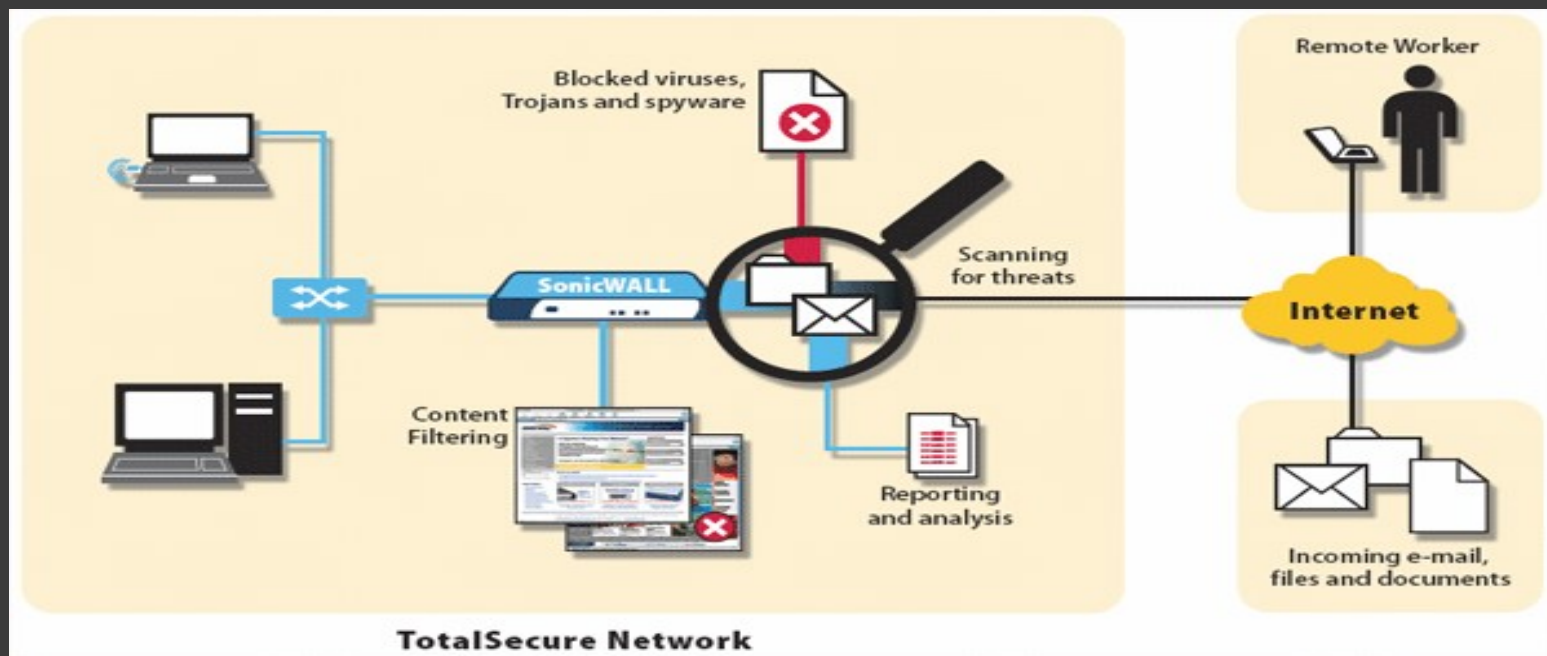 Blocked viruses,
Trojans and spyware
Remote Worker
Scanning
for threats
SonicWALL
Internet
Content
Filtering
Reporting
and analysis
Incoming e-mail,
files and documents
TotalSecure Network